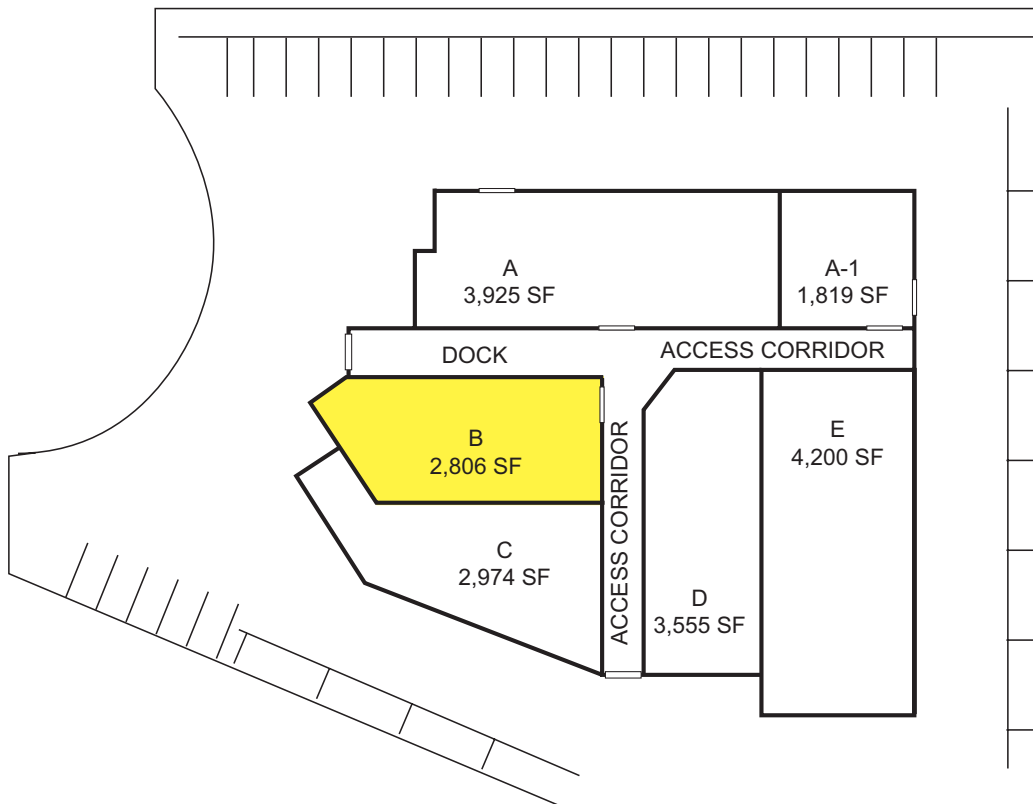 A
3,925 SF
A-1
1,819 SF
DOCK
ACCESS CORRIDOR
B
2,806 SF
E
4,200 SF
ACCESS CORRIDOR
C
2,974 SF
D
3,555 SF